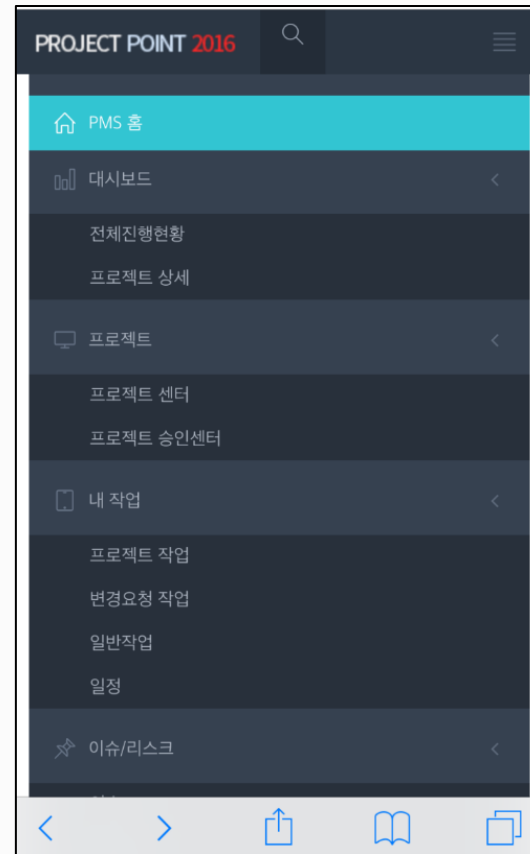 PROJECT POINT 2016
PMS 홈
대시보드
전체진행현황
프로젝트 상세
프로젝트
프로젝트 센터
프로젝트 승인센터
내 작업
프로젝트 작업
변경요청 작업
일반작업
일정
이슈/리스크